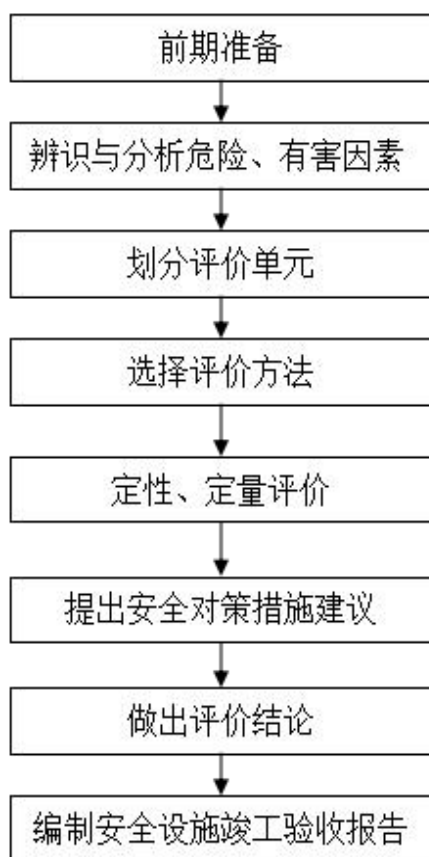 前期准备
辨识与分析危险、有害因素
划分评价单元
选择评价方法
定性、定量评价
提出安全对策措施建议
做出评价结论
编制安全设施竣工验收报告